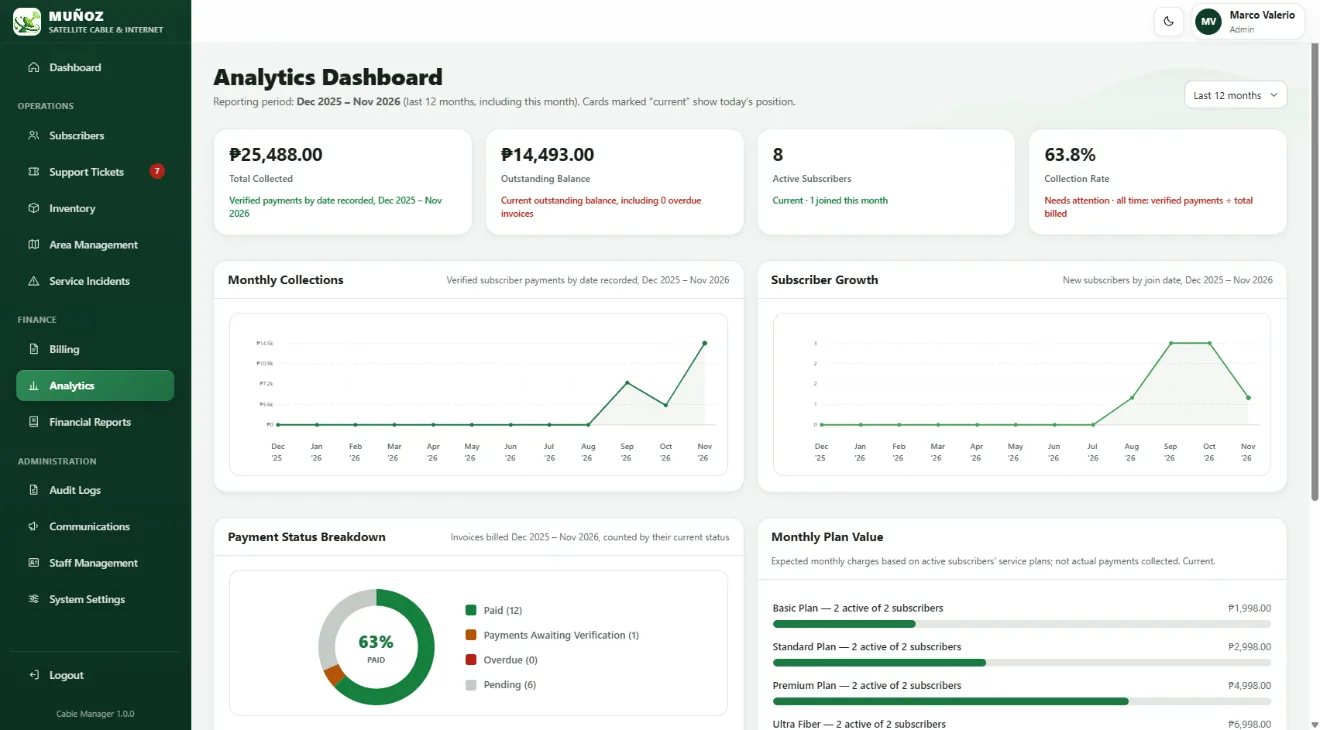 MUÑOZ
SATELLITE CABLE & INTERNET
Dashboard
OPERATIONS
Subscribers
Support Tickets 7
Inventory
Area Management
Service Incidents
FINANCE
Billing
Analytics
Financial Reports
ADMINISTRATION
Audit Logs
Communications
Staff Management
System Settings
Logout
Cable Manager 1.0.0
MV
Marco Valerio
Admin
Analytics Dashboard
Reporting period: Dec 2025 – Nov 2026 (last 12 months, including this month). Cards marked “current” show today’s position.
Last 12 months
₱25,488.00
Total Collected
Verified payments by date recorded, Dec 2025 – Nov
2026
₱14,493.00
Outstanding Balance
Current outstanding balance, including 0 overdue
invoices
8
Active Subscribers
Current · 1 joined this month
63.8%
Collection Rate
Needs attention · all time: verified payments ÷ total
billed
Monthly Collections
Verified subscriber payments by date recorded, Dec 2025 – Nov 2026
₱14.5k
₱10.9k
₱7.2k
₱3.6k
₱0
Dec Jan Feb Mar Apr May Jun Jul Aug Sep Oct Nov
'25 '26 '26 '26 '26 '26 '26 '26 '26 '26 '26 '26
Subscriber Growth
New subscribers by join date, Dec 2025 – Nov 2026
3
2
2
1
0
Dec Jan Feb Mar Apr May Jun Jul Aug Sep Oct Nov
'25 '26 '26 '26 '26 '26 '26 '26 '26 '26 '26 '26
Payment Status Breakdown
Invoices billed Dec 2025 – Nov 2026, counted by their current status
63%
PAID
Paid (12)
Payments Awaiting Verification (1)
Overdue (0)
Pending (6)
Monthly Plan Value
Expected monthly charges based on active subscribers’ service plans; not actual payments collected. Current.
Basic Plan — 2 active of 2 subscribers ₱1,998.00
Standard Plan — 2 active of 2 subscribers ₱2,998.00
Premium Plan — 2 active of 2 subscribers ₱4,998.00
Ultra Fiber — 2 active of 2 subscribers ₱6,998.00